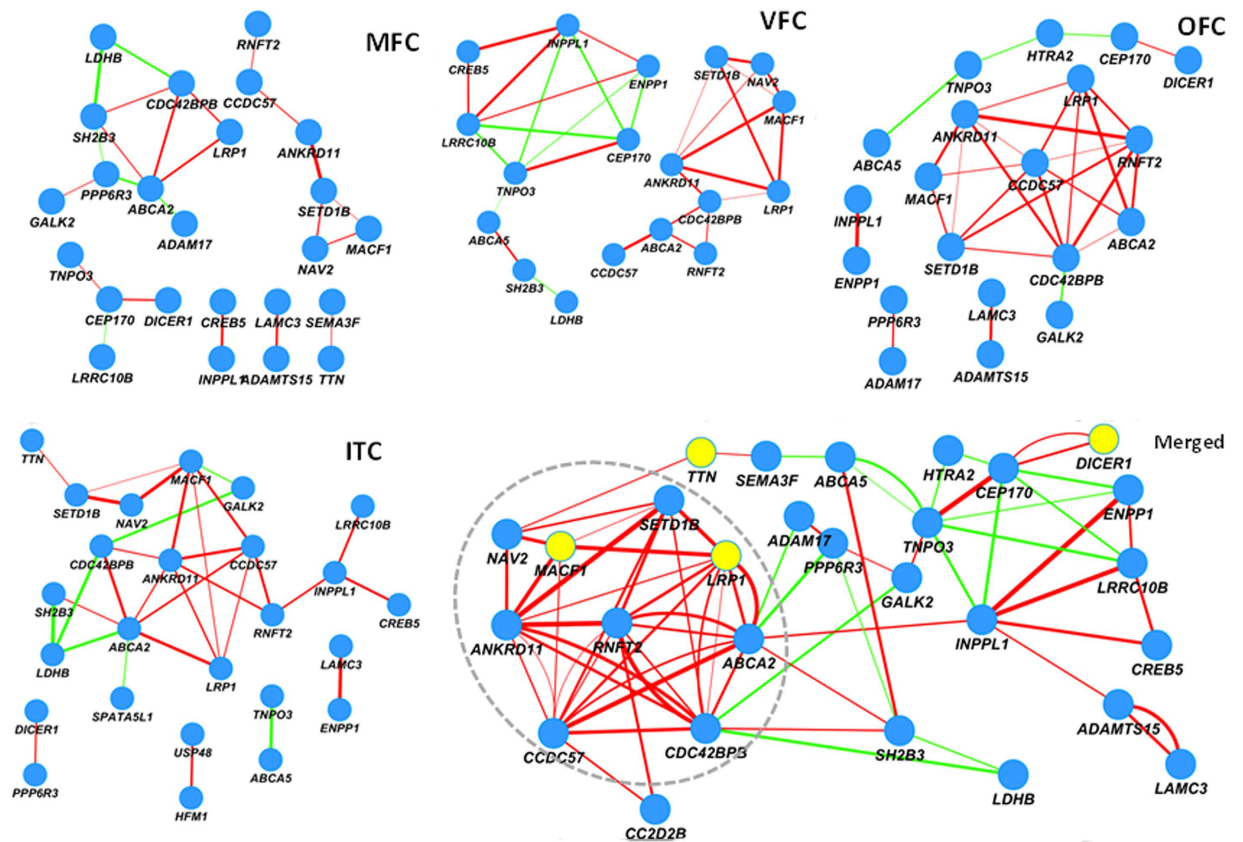 MFC
LDHB
RNFT2
CDC42BPB
CCDC57
SH2B3
LRP1
ANKRD11
PPP6R3
ABCA2
GALK2
ADAM17
SETD1B
MACF1
NAV2
TNPO3
CEP170
DICER1
LRRC10B
CREB5
LAMC3
SEMA3F
INPPL1
ADAMTS15
TTN
VFC
INPPL1
CREB5
ENPP1
LRRC10B
CEP170
TNPO3
SETD1B
NAV2
MACF1
ANKRD11
LRP1
CDC42BPB
ABCA5
ABCA2
CCDC57
RNFT2
SH2B3
LDHB
OFC
HTRA2
CEP170
DICER1
TNPO3
LRP1
ANKRD11
RNFT2
ABCA5
CCDC57
MACF1
INPPL1
ABCA2
SETD1B
ENPP1
CDC42BPB
GALK2
PPP6R3
LAMC3
ADAM17
ADAMTS15
ITC
TTN
MACF1
SETD1B
NAV2
GALK2
LRRC10B
CDC42BPB
ANKRD11
CCDC57
INPPL1
SH2B3
CREB5
RNFT2
ABCA2
LDHB
LRP1
LAMC3
SPATA5L1
ENPP1
DICER1
TNPO3
USP48
PPP6R3
ABCA5
HFM1
Merged
TTN
SEMA3F
ABCA5
HTRA2
DICER1
CEP170
SETD1B
ENPP1
ADAM17
TNPO3
NAV2
MACF1
PPP6R3
LRP1
LRRC10B
GALK2
ANKRD11
RNFT2
ABCA2
INPPL1
CREB5
ADAMTS15
CCDC57
CDC42BPB
SH2B3
LAMC3
LDHB
CC2D2B